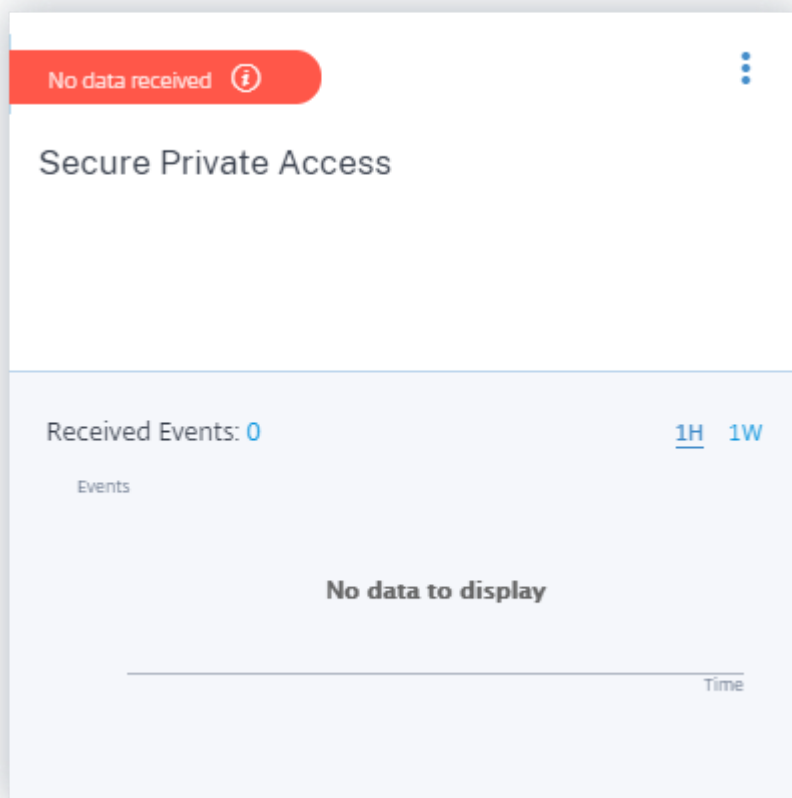 No data received
Secure Private Access
Received Events: 0 1H 1W
Events
No data to display
Time